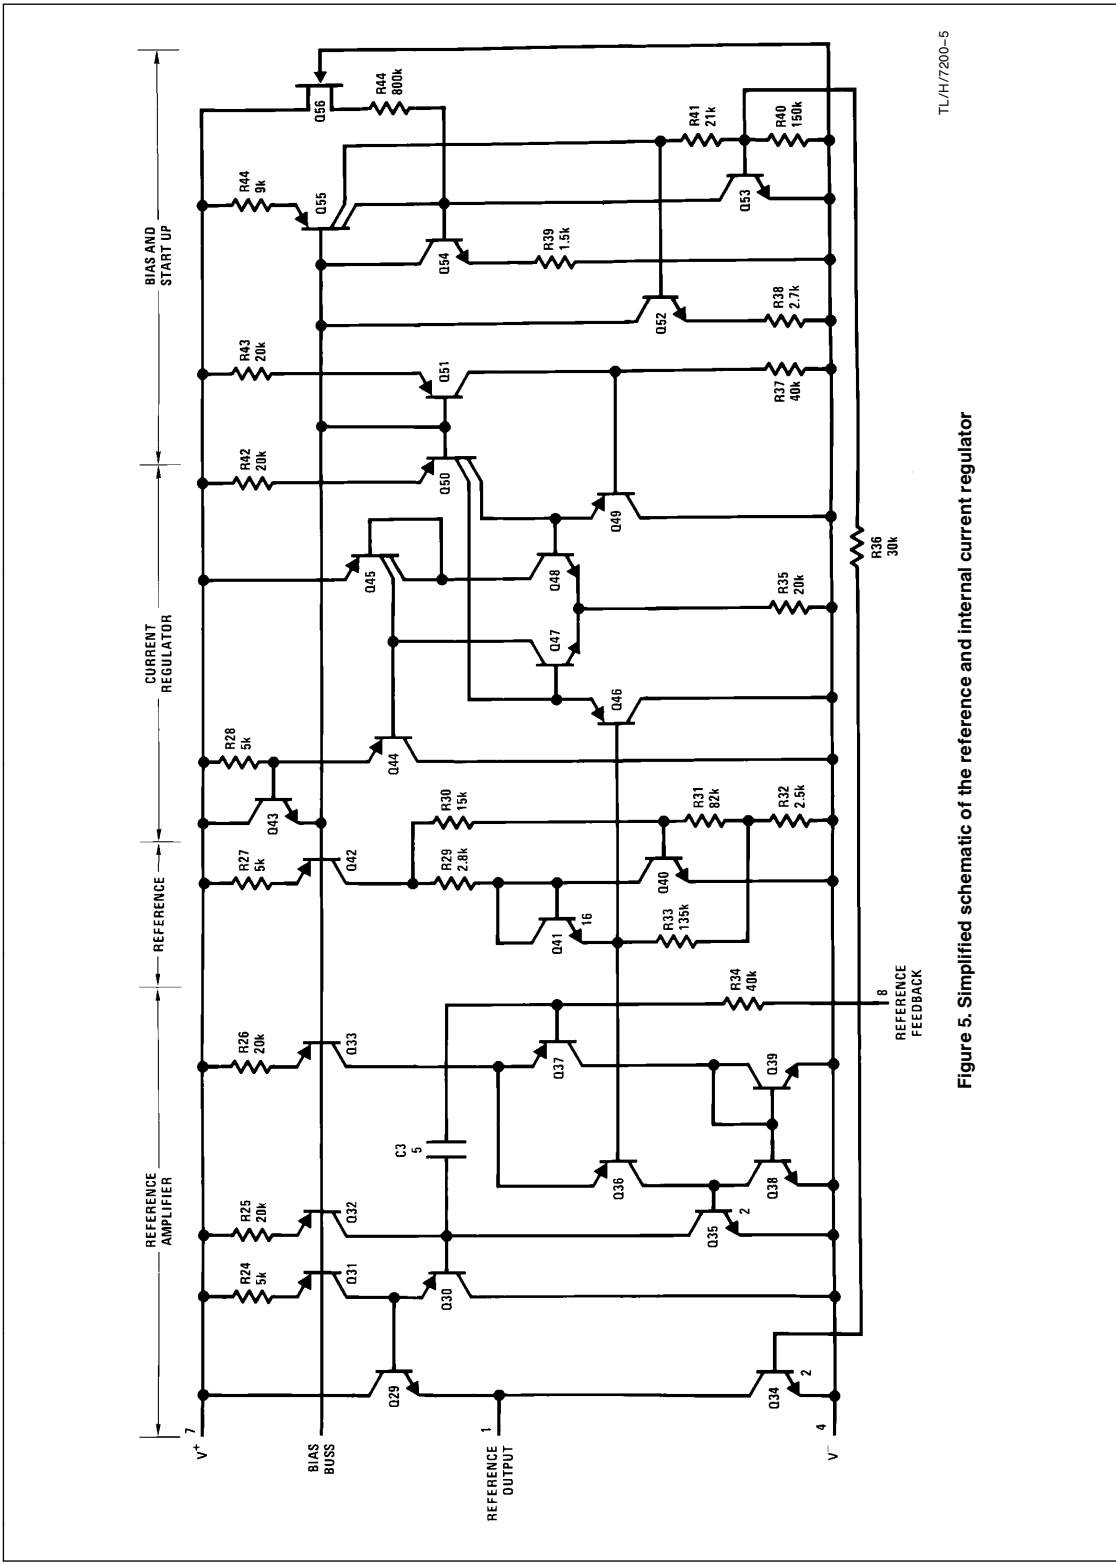 REFERENCE
AMPLIFIER
REFERENCE
CURRENT
REGULATOR
BIAS AND
START UP
V+
7
BIAS
BUSS
REFERENCE
OUTPUT
1
V−
4
R24
5k
R25
20k
R26
20k
R27
5k
R28
5k
R42
20k
R43
20k
R44
9k
Q56
R44
800k
Q31
Q32
Q33
Q42
Q43
Q45
Q50
Q51
Q55
Q29
Q30
C3
5
R29
2.8k
R30
15k
Q44
Q47
Q48
Q54
R39
1.5k
Q37
Q41
16
Q46
Q49
Q52
R41
21k
Q36
R33
135k
Q40
R31
82k
Q53
Q35
2
R34
40k
Q34
2
Q38
Q39
R32
2.5k
R35
20k
R37
40k
R38
2.7k
R40
150k
8
REFERENCE
FEEDBACK
R36
30k
TL/H/7200–5
Figure 5. Simplified schematic of the reference and internal current regulator